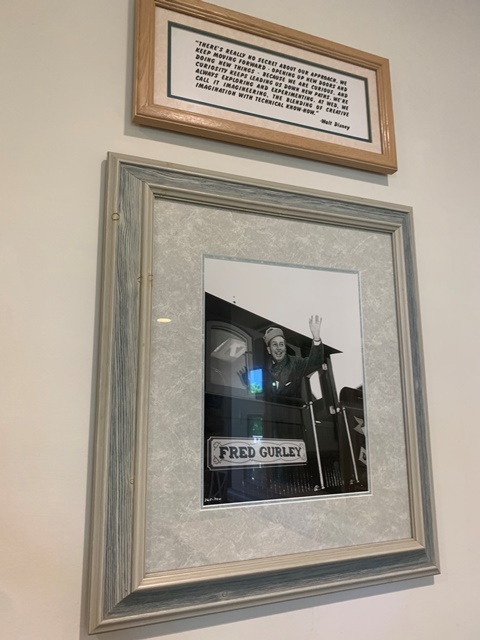 "THERE'S REALLY NO SECRET ABOUT OUR APPROACH. WE
KEEP MOVING FORWARD - OPENING UP NEW DOORS AND
DOING NEW THINGS - BECAUSE WE ARE CURIOUS. AND
CURIOSITY KEEPS LEADING US DOWN NEW PATHS. WE'RE
ALWAYS EXPLORING AND EXPERIMENTING. AT WED, WE
CALL IT IMAGINEERING. THE BLENDING OF CREATIVE
IMAGINATION WITH TECHNICAL KNOW-HOW."
-Walt Disney
FRED GURLEY